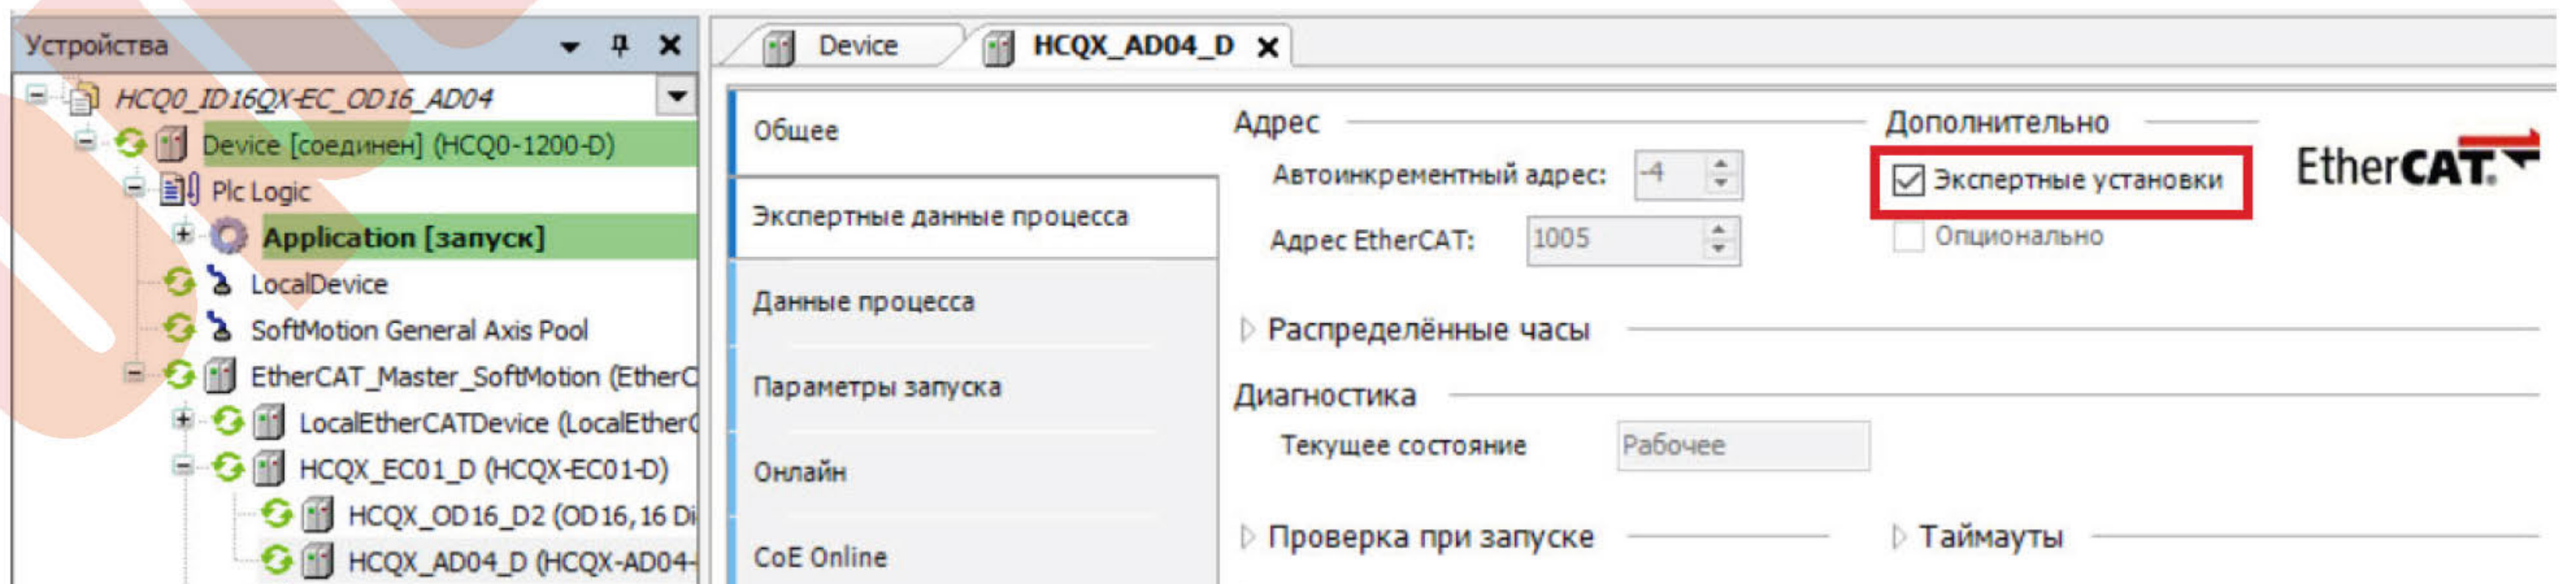 Устройства
HCQ0_ID16QX-EC_OD16_AD04
Device [соединен] (HCQ0-1200-D)
Plc Logic
Application [запуск]
LocalDevice
SoftMotion General Axis Pool
EtherCAT_Master_SoftMotion (EtherC
LocalEtherCATDevice (LocalEtherC
HCQX_EC01_D (HCQX-EC01-D)
HCQX_OD16_D2 (OD16, 16 Di
HCQX_AD04_D (HCQX-AD04-
Device
HCQX_AD04_D
Общее
Экспертные данные процесса
Данные процесса
Параметры запуска
Онлайн
CoE Online
Адрес
Автоинкрементный адрес: -4
Адрес EtherCAT: 1005
Дополнительно
Экспертные установки
Опционально
EtherCAT.
Распределённые часы
Диагностика
Текущее состояние Рабочее
Проверка при запуске
Таймауты